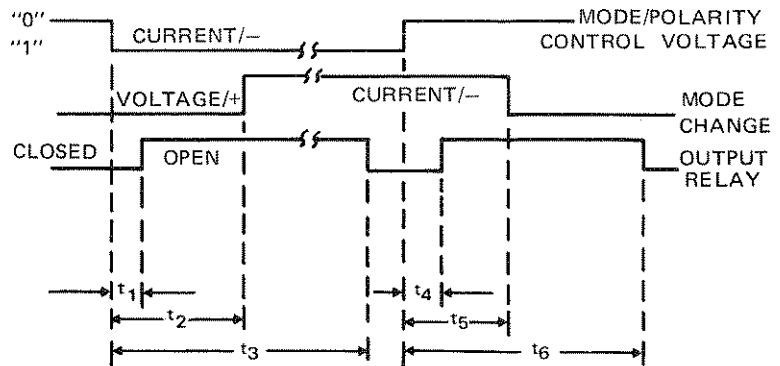 "0"
"1"
CURRENT/−
MODE/POLARITY
CONTROL VOLTAGE
VOLTAGE/+
CURRENT/−
MODE
CHANGE
CLOSED
OPEN
OUTPUT
RELAY
t1
t4
t2
t5
t3
t6